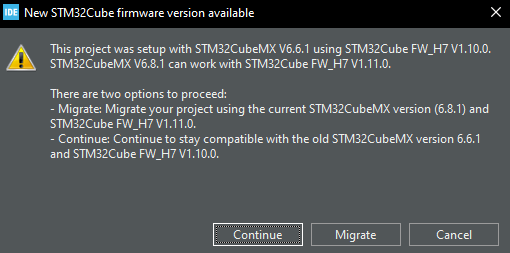 IDE New STM32Cube firmware version available
This project was setup with STM32CubeMX V6.6.1 using STM32Cube FW_H7 V1.10.0.
STM32CubeMX V6.8.1 can work with STM32Cube FW_H7 V1.11.0.
There are two options to proceed:
- Migrate: Migrate your project using the current STM32CubeMX version (6.8.1) and
STM32Cube FW_H7 V1.11.0.
- Continue: Continue to stay compatible with the old STM32CubeMX version 6.6.1
and STM32Cube FW_H7 V1.10.0.
Continue Migrate Cancel